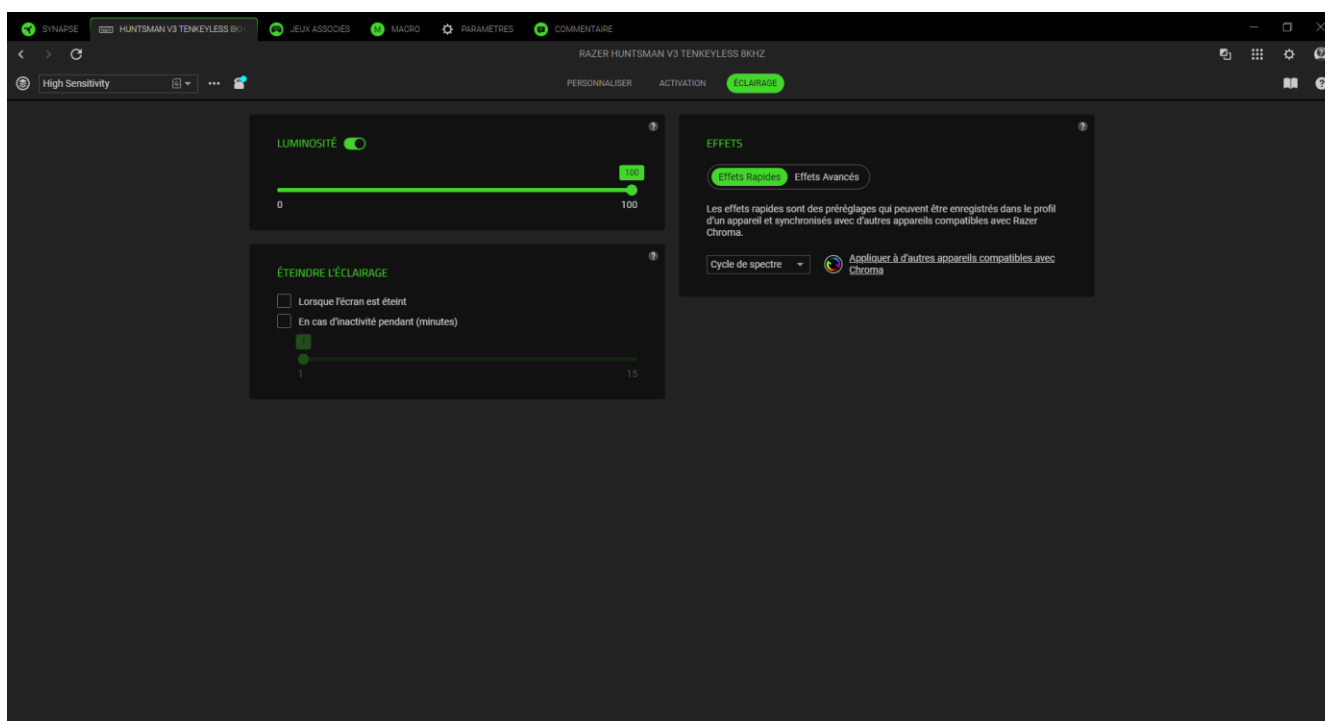 SYNAPSE
HUNTSMAN V3 TENKEYLESS 8KH
JEUX ASSOCIÉS
M
MACRO
PARAMÈTRES
COMMENTAIRE
RAZER HUNTSMAN V3 TENKEYLESS 8KHZ
High Sensitivity
4
PERSONNALISER
ACTIVATION
ÉCLAIRAGE
LUMINOSITÉ
?
100
0
100
ÉTEINDRE L'ÉCLAIRAGE
?
Lorsque l'écran est éteint
En cas d'inactivité pendant (minutes)
1
1
15
EFFETS
?
Effets Rapides
Effets Avancés
Les effets rapides sont des préréglages qui peuvent être enregistrés dans le profil
d'un appareil et synchronisés avec d'autres appareils compatibles avec Razer
Chroma.
Cycle de spectre
Appliquer à d'autres appareils compatibles avec
Chroma